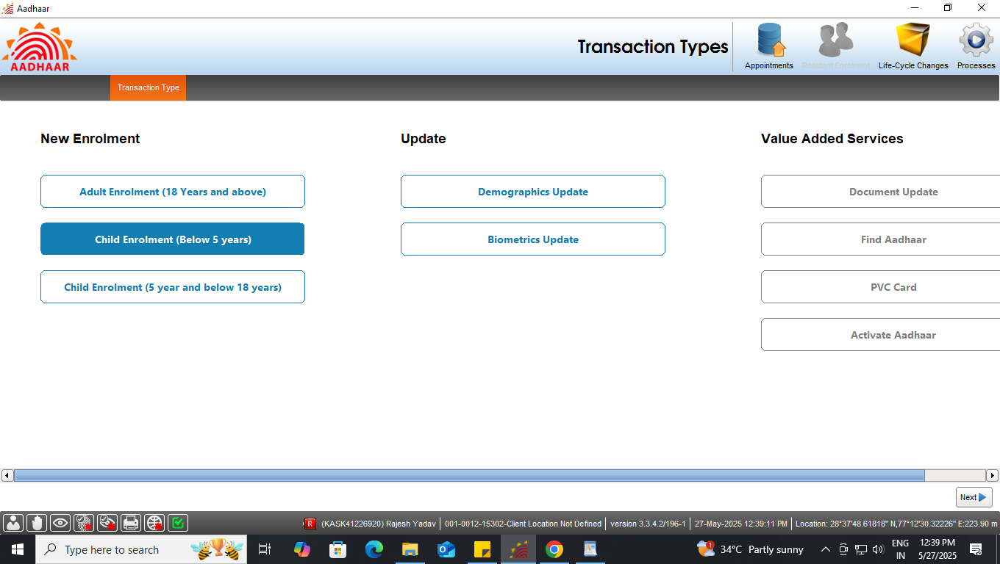 Aadhaar
AADHAAR
Transaction Types
Appointments
Resident Enrolment
Life-Cycle Changes
Processes
Transaction Type
New Enrolment
Update
Value Added Services
Adult Enrolment (18 Years and above)
Demographics Update
Document Update
Child Enrolment (Below 5 years)
Biometrics Update
Find Aadhaar
Child Enrolment (5 year and below 18 years)
PVC Card
Activate Aadhaar
Next
R
(KASK41226920) Rajesh Yadav
001-0012-15302-Client Location Not Defined
version 3.3.4.2/196-1
27-May-2025 12:39:11 PM
Location: 28°37'48.61818" N,77°12'30.32226" E:223.90 m
Type here to search
1
34°C Partly sunny
ENG
IN
12:39 PM
5/27/2025